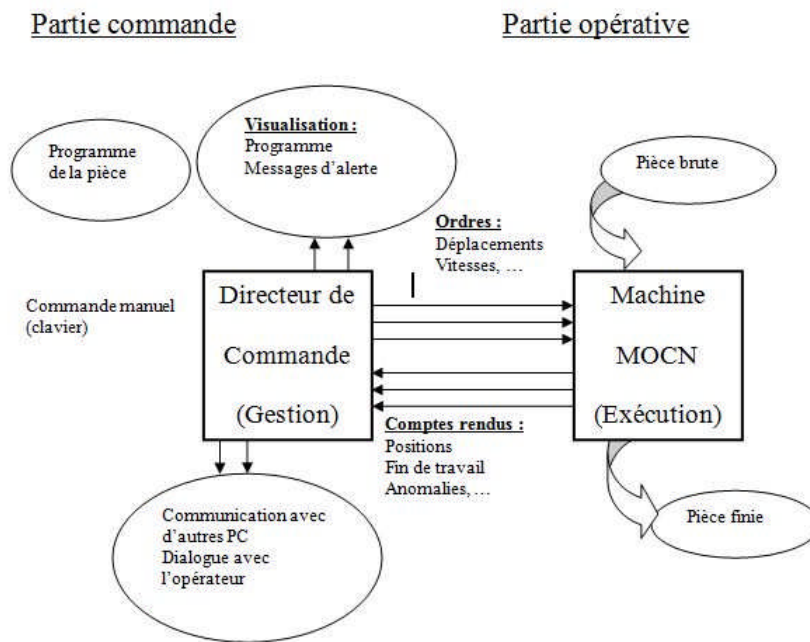 Partie commande
Partie opérative
Programme
de la pièce
Visualisation :
Programme
Messages d'alerte
Pièce brute
Ordres :
Déplacements
Vitesses, …
Commande manuel
(clavier)
Directeur de
Commande
(Gestion)
Machine
MOCN
(Exécution)
Comptes rendus :
Positions
Fin de travail
Anomalies, …
Communication avec
d'autres PC
Dialogue avec
l'opérateur
Pièce finie